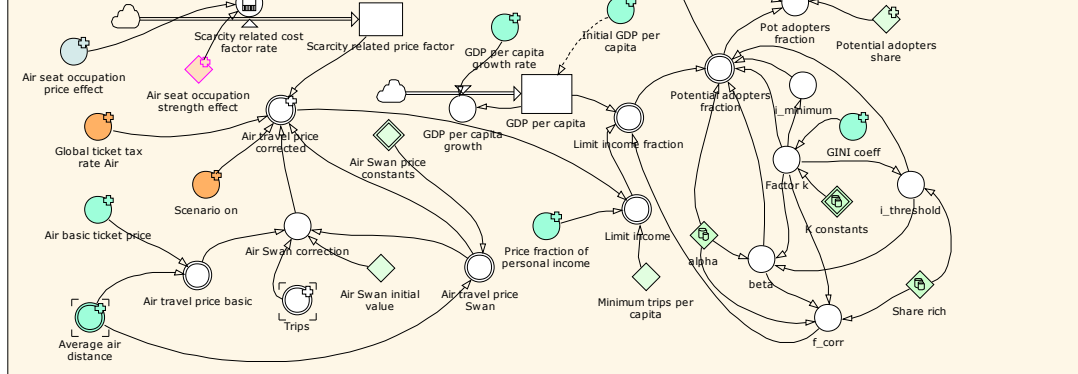 Pot adopters
fraction
Potential adopters
share
Scarcity related cost
factor rate
Scarcity related price factor
Initial GDP per
capita
GDP per capita
growth rate
Air seat occupation
price effect
Air seat occupation
strength effect
Potential adopters
fraction
i_minimum
GDP per capita
GDP per capita
growth
Air travel price
corrected
Limit income fraction
Global ticket tax
rate Air
Air Swan price
constants
GINI coeff
Factor k
Scenario on
i_threshold
K constants
Air basic ticket price
Limit income
Air Swan correction
Price fraction of
personal income
alpha
beta
Air travel price basic
Air Swan initial
value
Air travel price
Swan
Minimum trips per
capita
Share rich
Trips
Average air
distance
f_corr